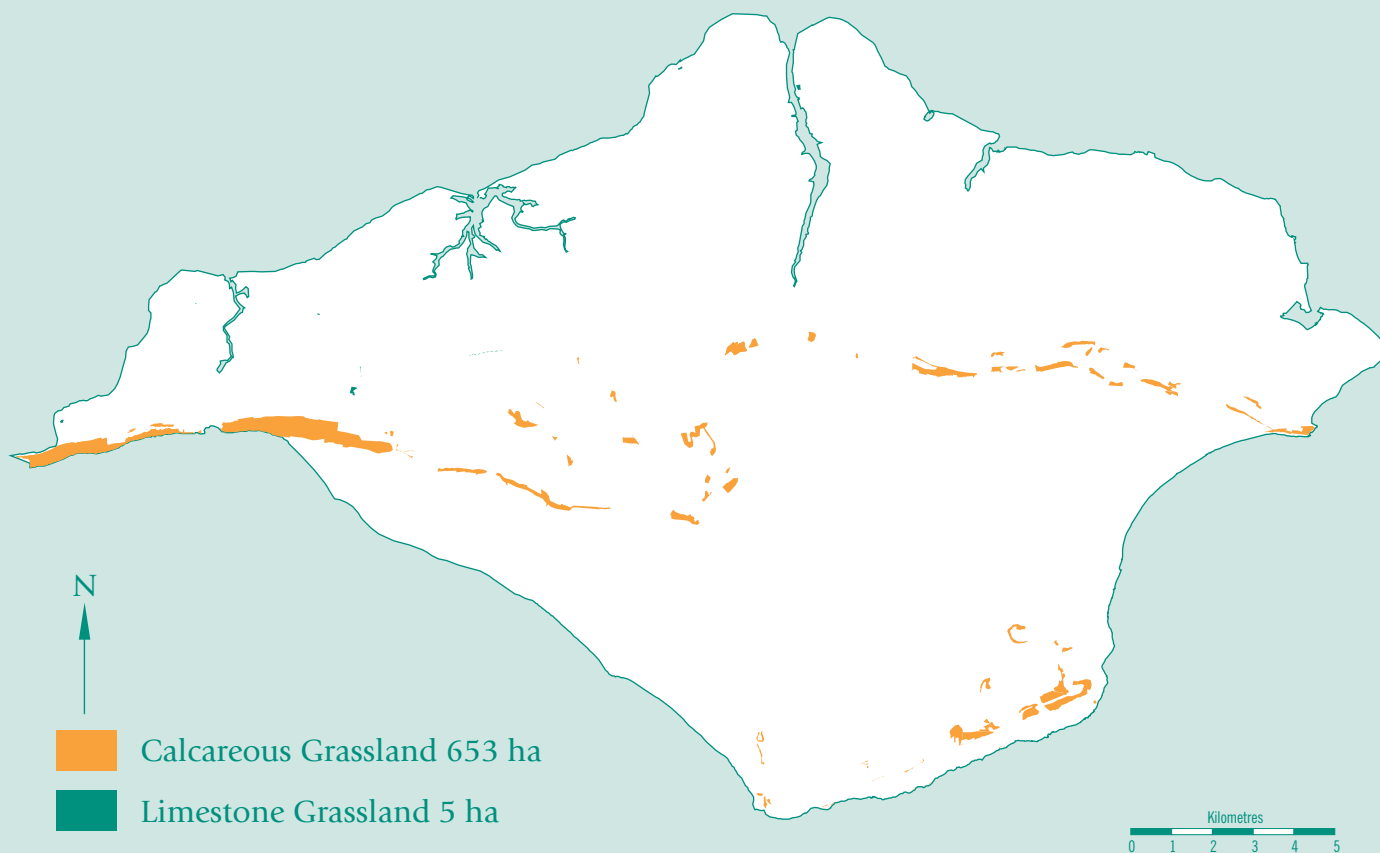 N
Calcareous Grassland 653 ha
Limestone Grassland 5 ha
Kilometres
0 1 2 3 4 5